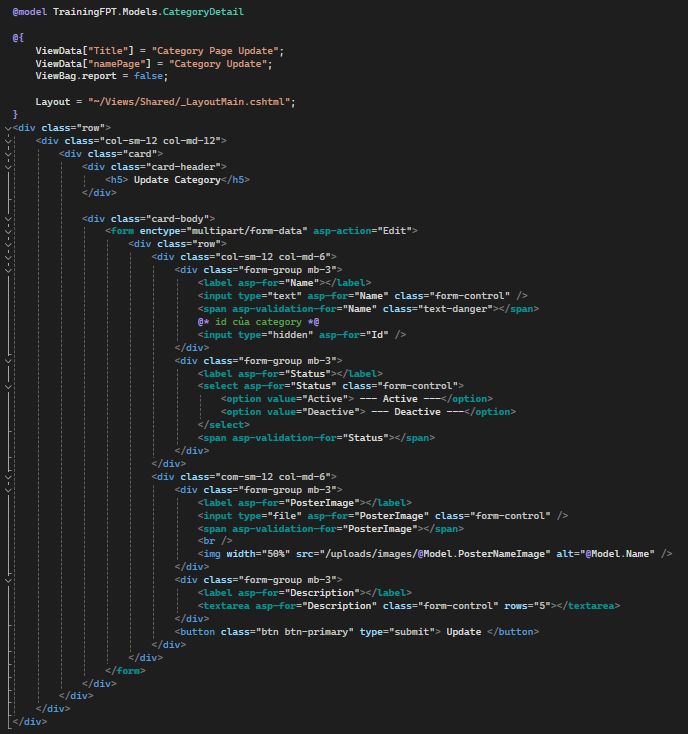 @model TrainingFPT.Models.CategoryDetail

@{
    ViewData["Title"] = "Category Page Update";
    ViewData["namePage"] = "Category Update";
    ViewBag.report = false;

    Layout = "~/Views/Shared/_LayoutMain.cshtml";
}
<div class="row">
    <div class="col-sm-12 col-md-12">
        <div class="card">
            <div class="card-header">
                <h5> Update Category</h5>
            </div>

            <div class="card-body">
                <form enctype="multipart/form-data" asp-action="Edit">
                    <div class="row">
                        <div class="col-sm-12 col-md-6">
                            <div class="form-group mb-3">
                                <label asp-for="Name"></label>
                                <input type="text" asp-for="Name" class="form-control" />
                                <span asp-validation-for="Name" class="text-danger"></span>
                                @* id của category *@
                                <input type="hidden" asp-for="Id" />
                            </div>
                            <div class="form-group mb-3">
                                <label asp-for="Status"></label>
                                <select asp-for="Status" class="form-control">
                                    <option value="Active"> --- Active ---</option>
                                    <option value="Deactive"> --- Deactive ---</option>
                                </select>
                                <span asp-validation-for="Status"></span>
                            </div>
                        </div>
                        <div class="com-sm-12 col-md-6">
                            <div class="form-group mb-3">
                                <label asp-for="PosterImage"></label>
                                <input type="file" asp-for="PosterImage" class="form-control" />
                                <span asp-validation-for="PosterImage"></span>
                                <br />
                                <img width="50%" src="/uploads/images/@Model.PosterNameImage" alt="@Model.Name" />
                            </div>
                            <div class="form-group mb-3">
                                <label asp-for="Description"></label>
                                <textarea asp-for="Description" class="form-control" rows="5"></textarea>
                            </div>
                            <button class="btn btn-primary" type="submit"> Update </button>
                        </div>
                    </div>
                </form>
            </div>
        </div>
    </div>
</div>